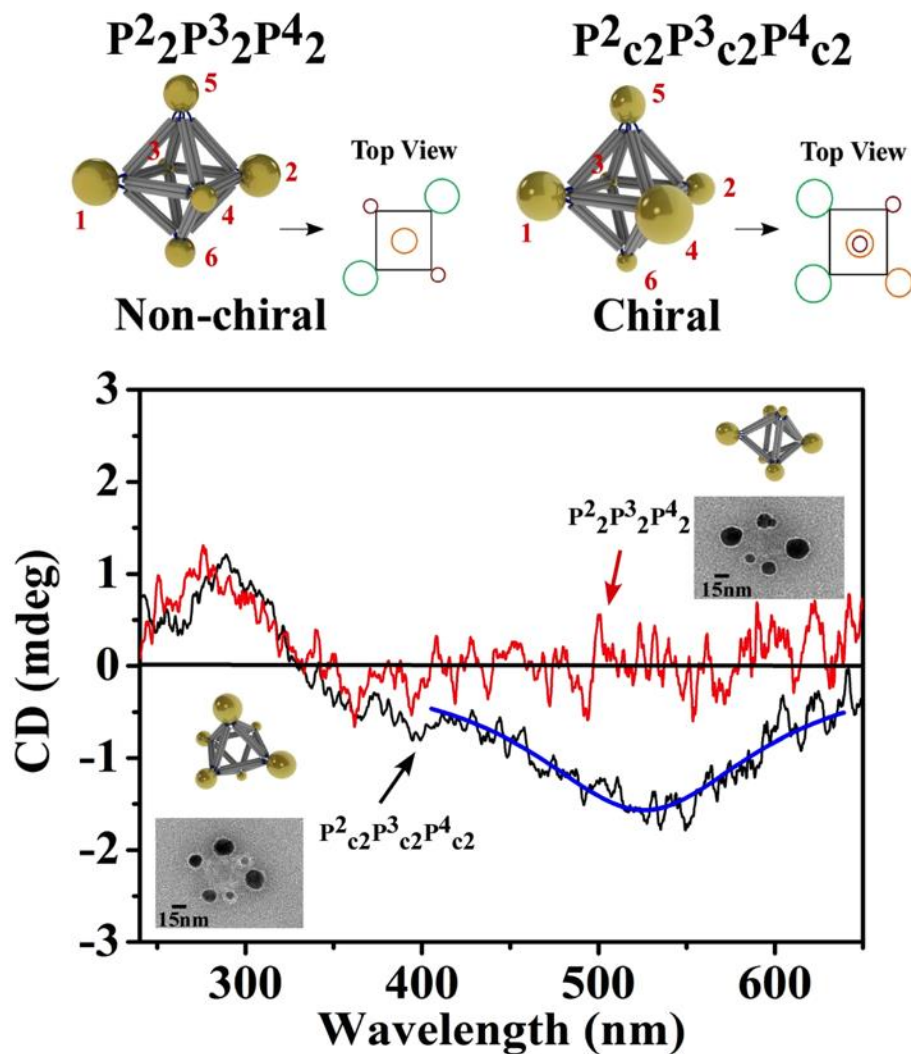 P²₂P³₂P⁴₂
P²c2P³c2P⁴c2
5
3
2
1
4
6
Top View
5
3
2
1
4
6
Top View
Non-chiral
Chiral
3
2
1
0
-1
-2
-3
CD (mdeg)
P²₂P³₂P⁴₂
15nm
P²c2P³c2P⁴c2
15nm
300
400
500
600
Wavelength (nm)